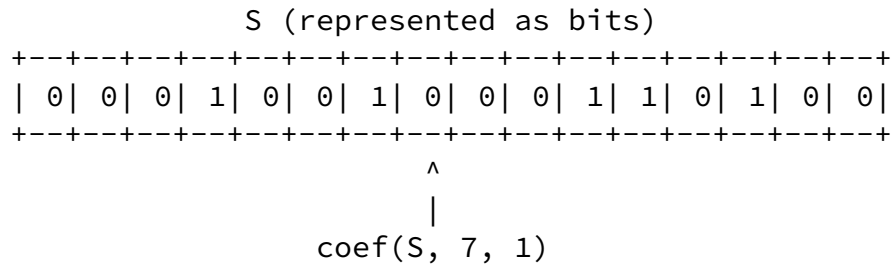 S (represented as bits)
+--+--+--+--+--+--+--+--+--+--+--+--+--+--+--+--+
| 0| 0| 0| 1| 0| 0| 1| 0| 0| 0| 1| 1| 0| 1| 0| 0|
+--+--+--+--+--+--+--+--+--+--+--+--+--+--+--+--+
^
|
coef(S, 7, 1)